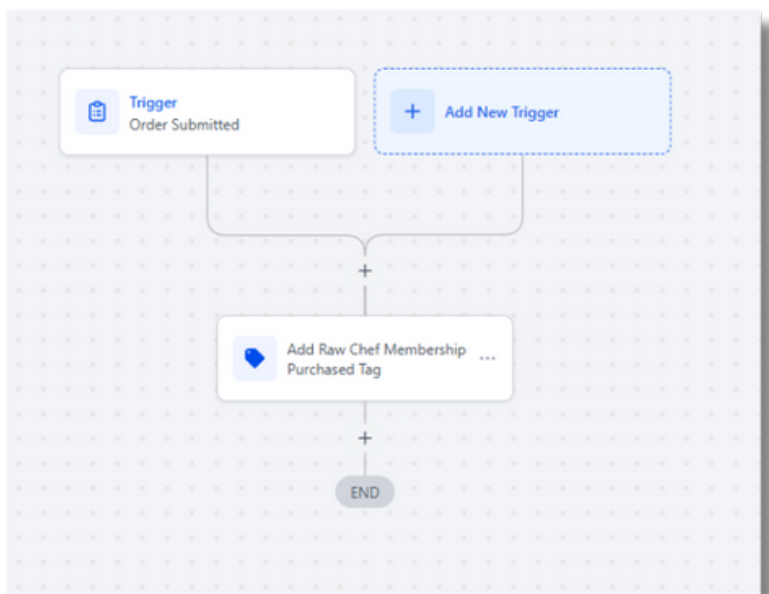 Trigger
Order Submitted
Add New Trigger
Add Raw Chef Membership
Purchased Tag
END